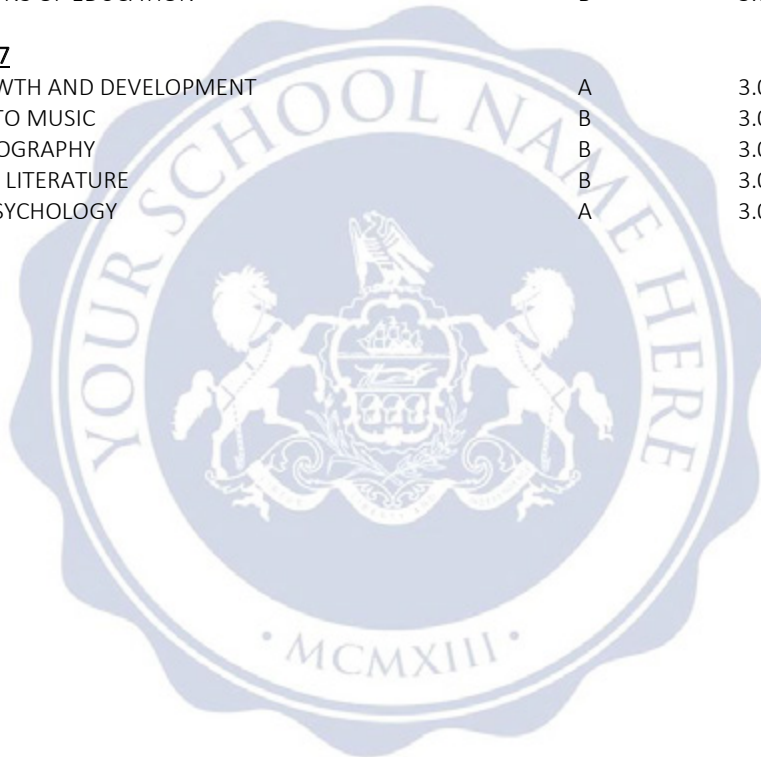 7
WTH AND DEVELOPMENT A 3.0
TO MUSIC B 3.0
OGRAPHY B 3.0
LITERATURE B 3.0
SYCHOLOGY A 3.0
YOUR SCHOOL NAME HERE
• MCMXIII •